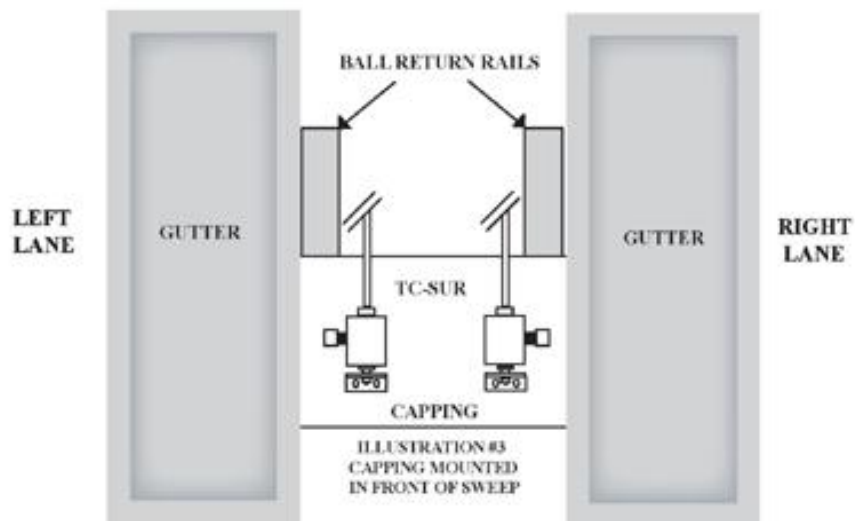 BALL RETURN RAILS
LEFT
LANE
GUTTER
GUTTER
RIGHT
LANE
TC-SUR
CAPPING
ILLUSTRATION #3
CAPPING MOUNTED
IN FRONT OF SWEEP